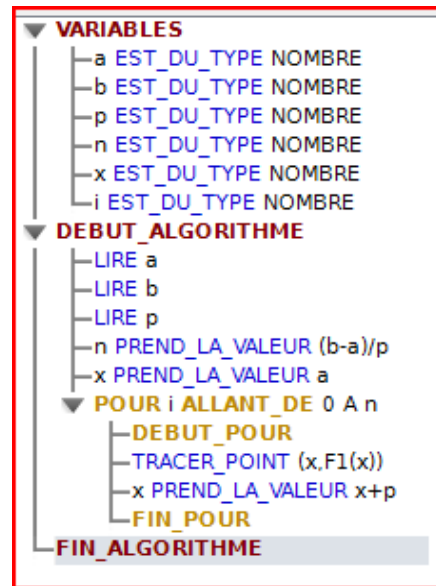 VARIABLES
a EST_DU_TYPE NOMBRE
b EST_DU_TYPE NOMBRE
p EST_DU_TYPE NOMBRE
n EST_DU_TYPE NOMBRE
x EST_DU_TYPE NOMBRE
i EST_DU_TYPE NOMBRE
DEBUT_ALGORITHME
LIRE a
LIRE b
LIRE p
n PREND_LA_VALEUR (b-a)/p
x PREND_LA_VALEUR a
POUR i ALLANT_DE 0 A n
DEBUT_POUR
TRACER_POINT (x,F1(x))
x PREND_LA_VALEUR x+p
FIN_POUR
FIN_ALGORITHME